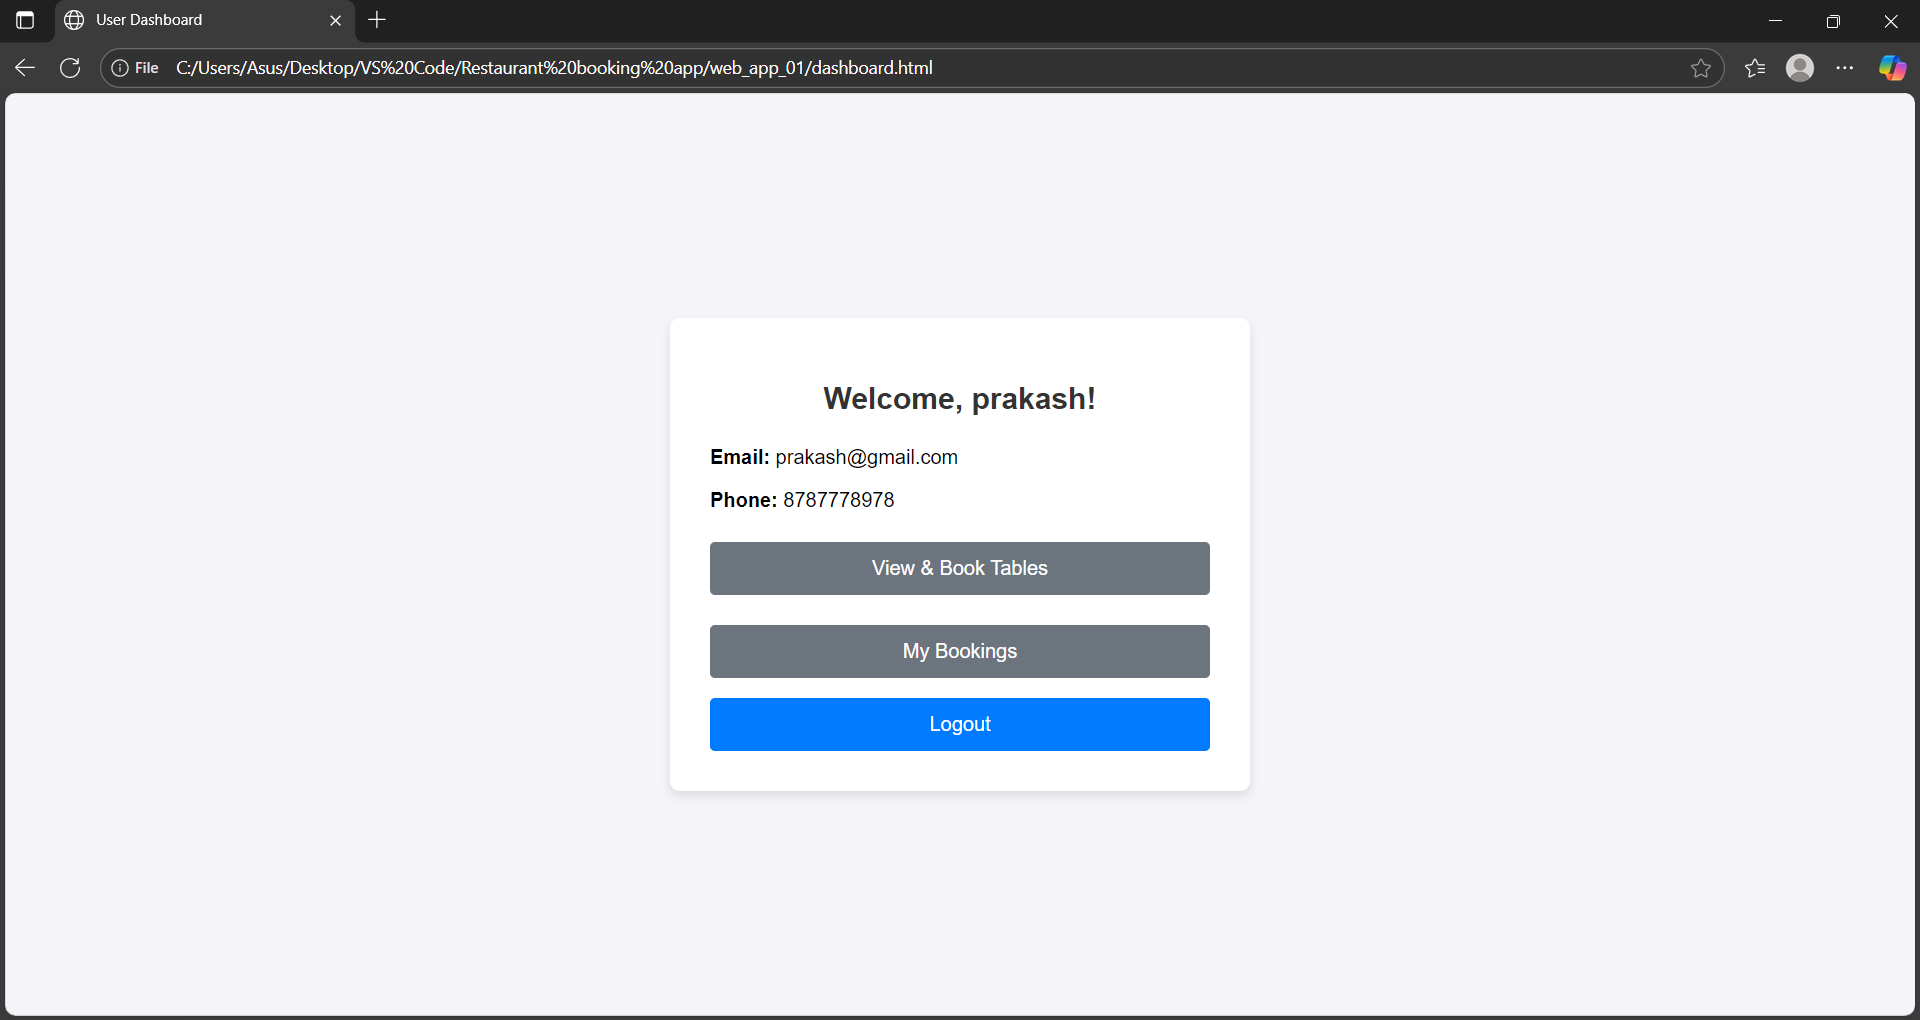 User Dashboard
File C:/Users/Asus/Desktop/VS%20Code/Restaurant%20booking%20app/web_app_01/dashboard.html
Welcome, prakash!
Email: prakash@gmail.com
Phone: 8787778978
View & Book Tables
My Bookings
Logout